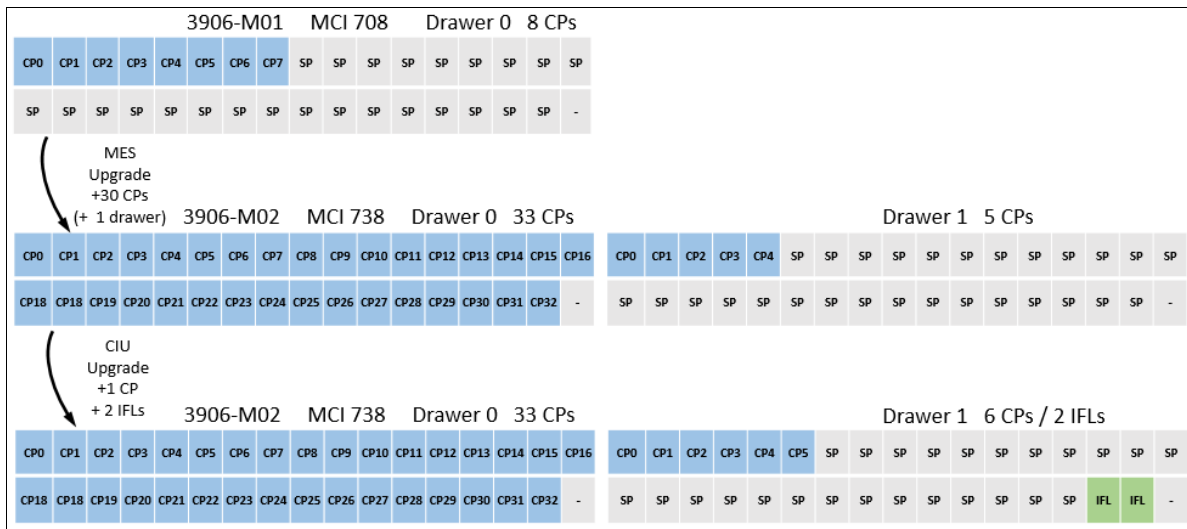 3906-M01 MCI 708 Drawer 0 8 CPs
CP0 CP1 CP2 CP3 CP4 CP5 CP6 CP7 SP SP SP SP SP SP SP SP SP
SP SP SP SP SP SP SP SP SP SP SP SP SP SP SP SP -
MES
Upgrade
+30 CPs
(+ 1 drawer)
3906-M02 MCI 738 Drawer 0 33 CPs
Drawer 1 5 CPs
CP0 CP1 CP2 CP3 CP4 CP5 CP6 CP7 CP8 CP9 CP10 CP11 CP12 CP13 CP14 CP15 CP16
CP0 CP1 CP2 CP3 CP4 SP SP SP SP SP SP SP SP SP SP SP SP
CP18 CP18 CP19 CP20 CP21 CP22 CP23 CP24 CP25 CP26 CP27 CP28 CP29 CP30 CP31 CP32 -
SP SP SP SP SP SP SP SP SP SP SP SP SP SP SP SP -
CIU
Upgrade
+1 CP
+ 2 IFLs
3906-M02 MCI 738 Drawer 0 33 CPs
Drawer 1 6 CPs / 2 IFLs
CP0 CP1 CP2 CP3 CP4 CP5 CP6 CP7 CP8 CP9 CP10 CP11 CP12 CP13 CP14 CP15 CP16
CP0 CP1 CP2 CP3 CP4 CP5 SP SP SP SP SP SP SP SP SP SP SP
CP18 CP18 CP19 CP20 CP21 CP22 CP23 CP24 CP25 CP26 CP27 CP28 CP29 CP30 CP31 CP32 -
SP SP SP SP SP SP SP SP SP SP SP SP SP SP IFL IFL -